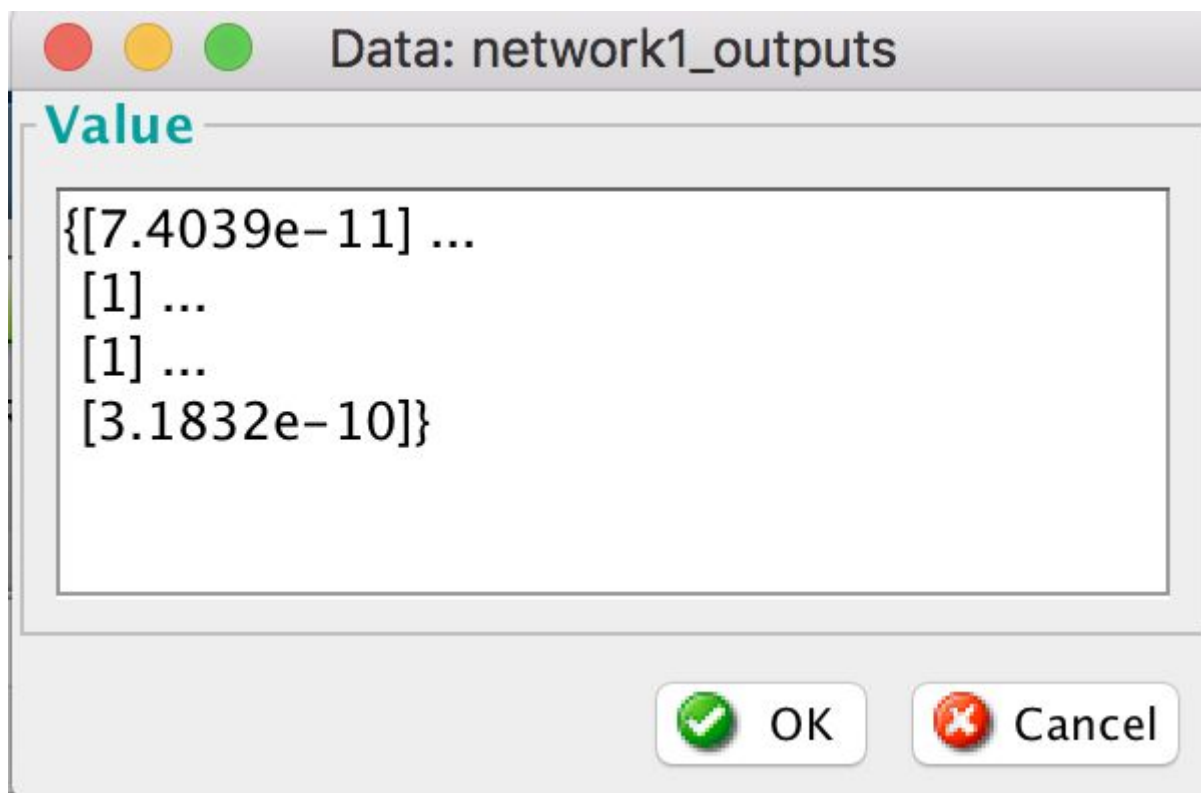 Data: network1_outputs
Value
{[7.4039e-11] ...
[1] ...
[1] ...
[3.1832e-10]}
OK Cancel